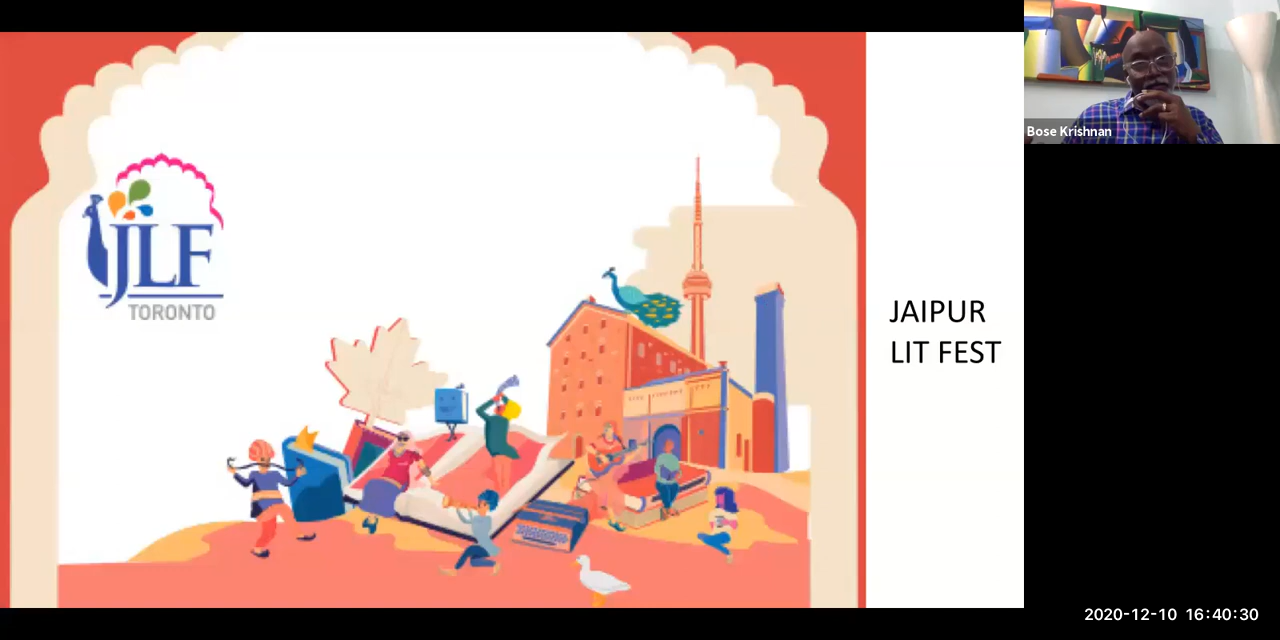 JLF
TORONTO
JAIPUR
LIT FEST
Bose Krishnan
2020-12-10 16:40:30